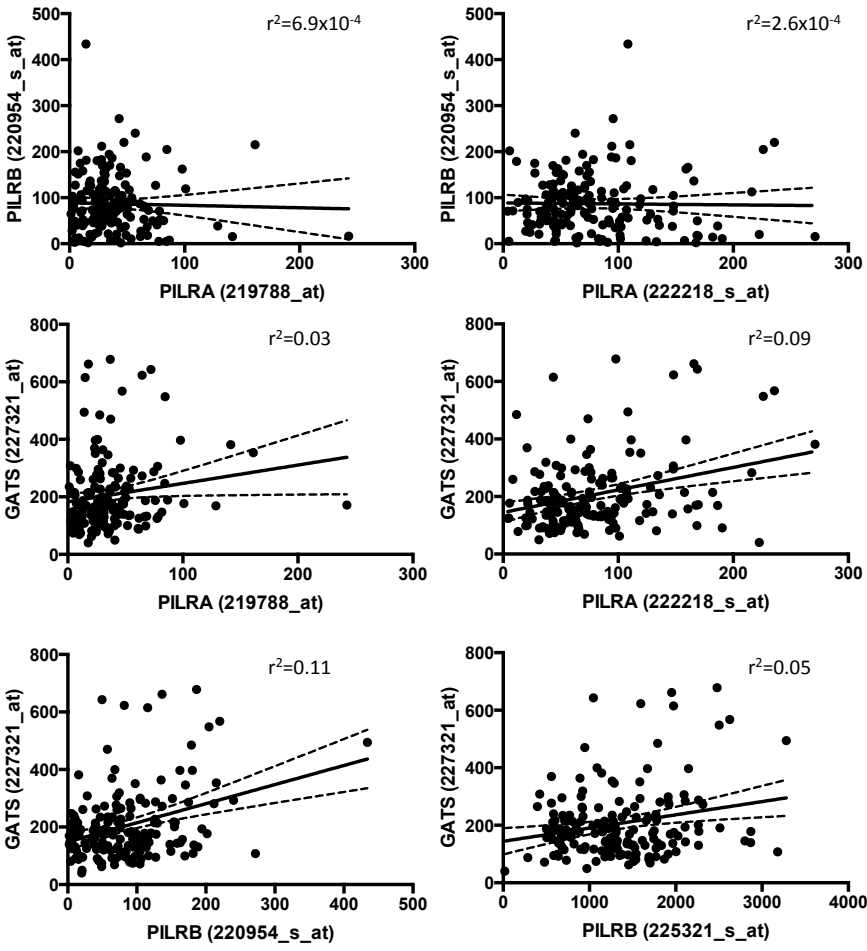 r²=6.9x10⁻⁴
PILRB (220954_s_at)
500
400
300
200
100
0
0 100 200 300
PILRA (219788_at)
r²=2.6x10⁻⁴
PILRB (220954_s_at)
500
400
300
200
100
0
0 100 200 300
PILRA (222218_s_at)
r²=0.03
GATS (227321_at)
800
600
400
200
0
0 100 200 300
PILRA (219788_at)
r²=0.09
GATS (227321_at)
800
600
400
200
0
0 100 200 300
PILRA (222218_s_at)
r²=0.11
GATS (227321_at)
800
600
400
200
0
0 100 200 300 400 500
PILRB (220954_s_at)
r²=0.05
GATS (227321_at)
800
600
400
200
0
0 1000 2000 3000 4000
PILRB (225321_s_at)